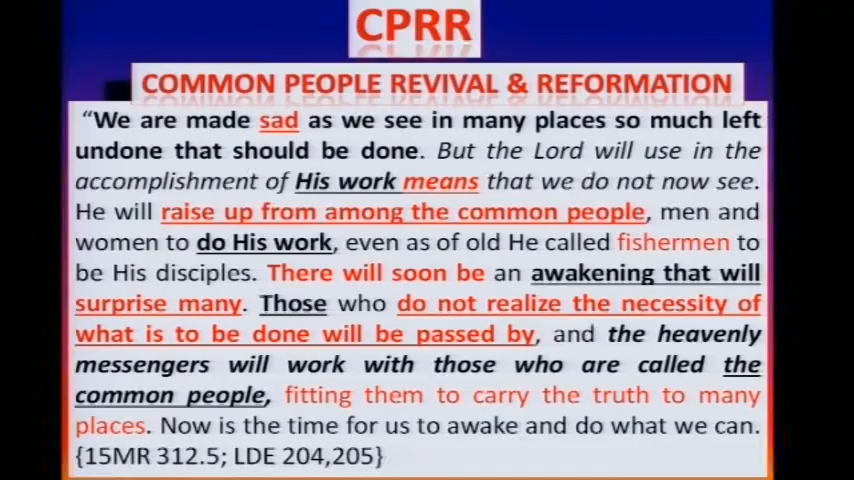 CPRR
COMMON PEOPLE REVIVAL & REFORMATION
“We are made sad as we see in many places so much left
undone that should be done. But the Lord will use in the
accomplishment of His work means that we do not now see.
He will raise up from among the common people, men and
women to do His work, even as of old He called fishermen to
be His disciples. There will soon be an awakening that will
surprise many. Those who do not realize the necessity of
what is to be done will be passed by, and the heavenly
messengers will work with those who are called the
common people, fitting them to carry the truth to many
places. Now is the time for us to awake and do what we can.
{15MR 312.5; LDE 204,205}